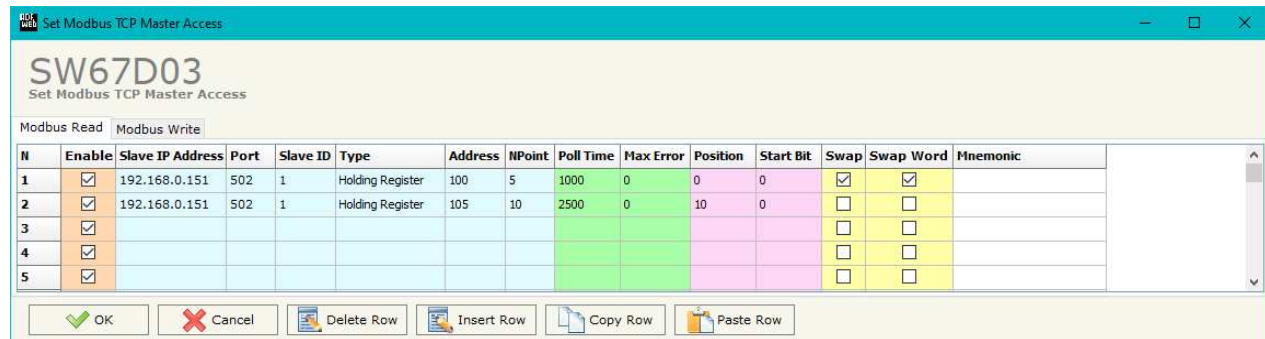 ADF WEB Set Modbus TCP Master Access
SW67D03
Set Modbus TCP Master Access
Modbus Read Modbus Write
N Enable Slave IP Address Port Slave ID Type Address NPoint Poll Time Max Error Position Start Bit Swap Swap Word Mnemonic
1 192.168.0.151 502 1 Holding Register 100 5 1000 0 0 0
2 192.168.0.151 502 1 Holding Register 105 10 2500 0 10 0
3
4
5
OK Cancel Delete Row Insert Row Copy Row Paste Row